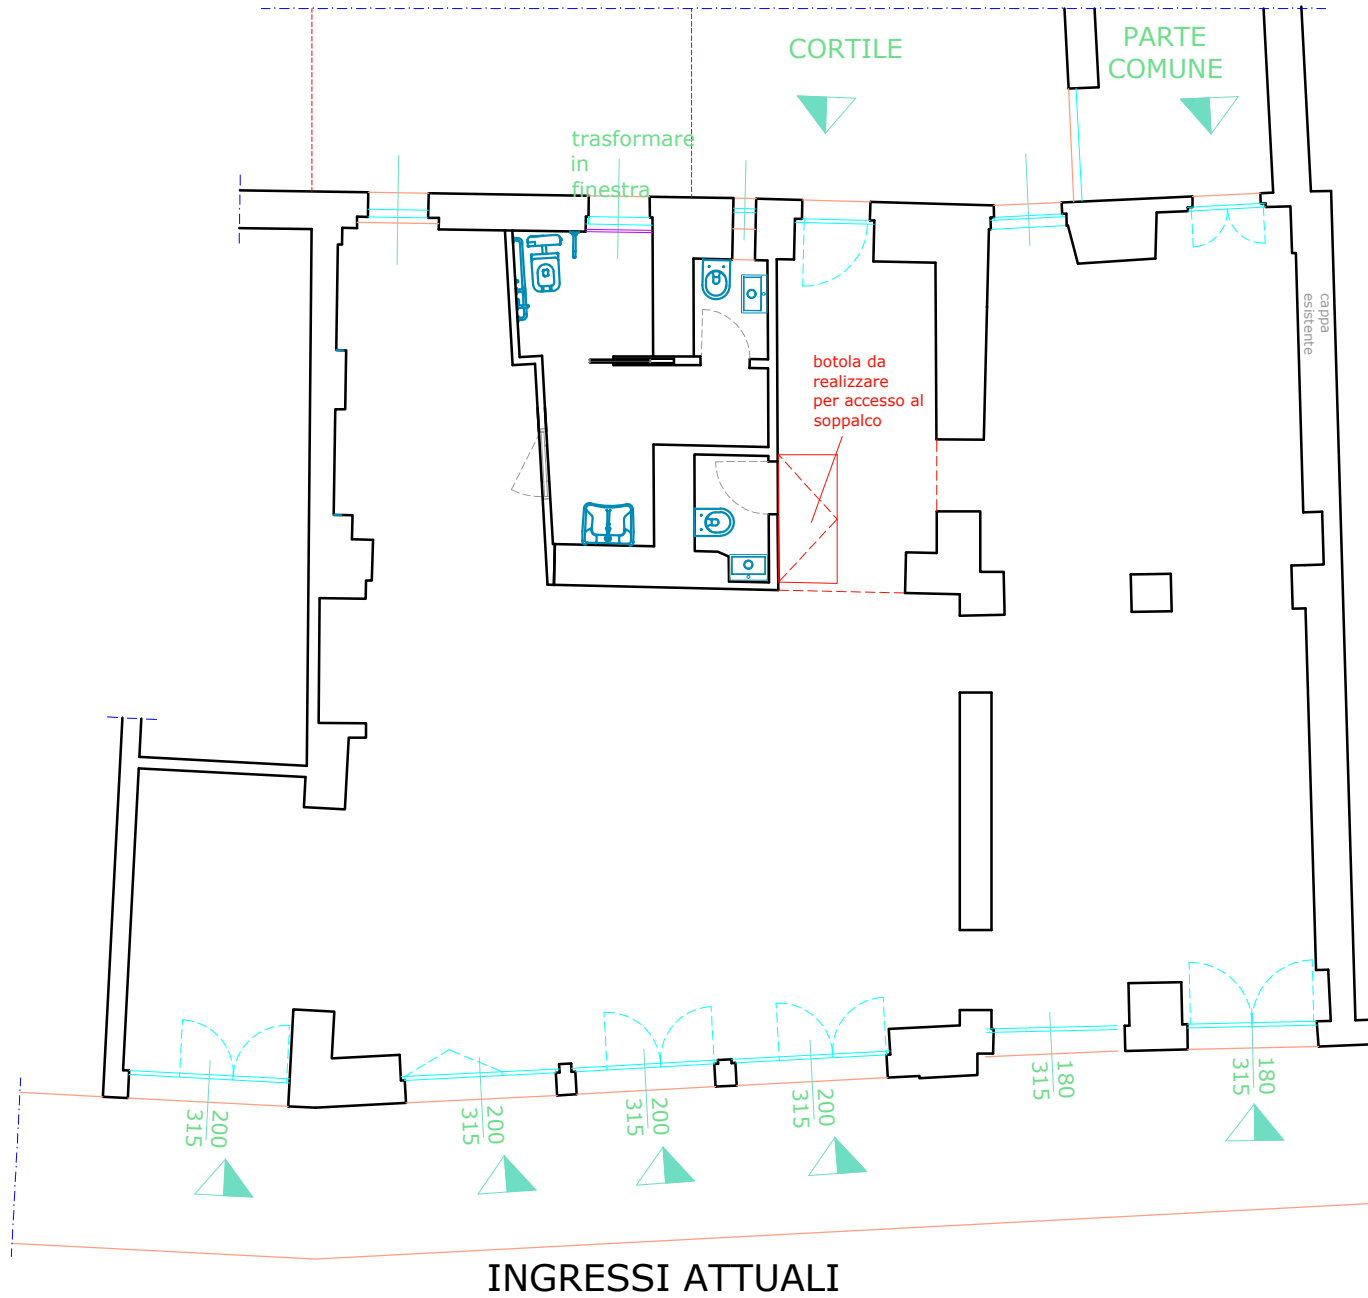 CORTILE
PARTE
COMUNE
trasformare
in
finestra
cappa
esistente
botola da
realizzare
per accesso al
soppalco
200
315
200
315
200
315
200
315
180
315
180
315
INGRESSI ATTUALI